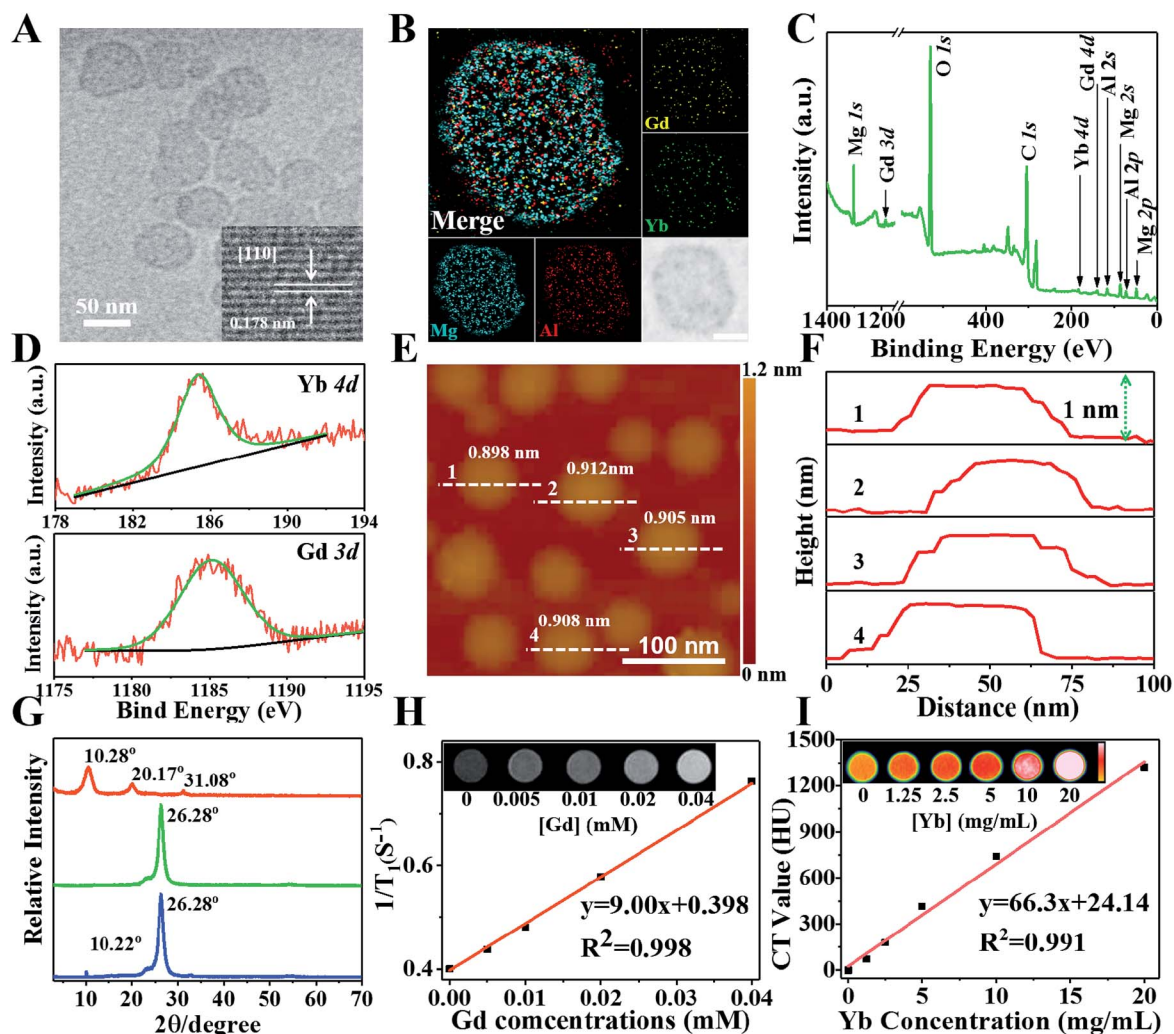 A
[110]
0.178 nm
50 nm
B
Merge
Gd
Yb
Mg
Al
C
Intensity (a.u.)
Mg 1s
Gd 3d
O 1s
C 1s
Yb 4d
Gd 4d
Al 2s
Mg 2s
Al 2p
Mg 2p
1400 1200 400 200 0
Binding Energy (eV)
D
Intensity (a.u.)
Yb 4d
178 182 186 190 194
Intensity (a.u.)
Gd 3d
1175 1180 1185 1190 1195
Bind Energy (eV)
E
1.2 nm
0.898 nm
1
0.912nm
2
0.905 nm
3
0.908 nm
4
100 nm
0 nm
F
Height (nm)
1
1 nm
2
3
4
0 25 50 75 100
Distance (nm)
G
Relative Intensity
10.28°
20.17°
31.08°
26.28°
26.28°
10.22°
10 20 30 40 50 60 70
2θ/degree
H
1/T1(S-1)
0.8
0.6
0.4
0 0.005 0.01 0.02 0.04
[Gd] (mM)
y=9.00x+0.398
R2=0.998
0.00 0.01 0.02 0.03 0.04
Gd comcentrations (mM)
I
CT Value (HU)
1500
1200
900
600
300
0
0 1.25 2.5 5 10 20
[Yb] (mg/mL)
y=66.3x+24.14
R2=0.991
0 5 10 15 20
Yb Concentration (mg/mL)